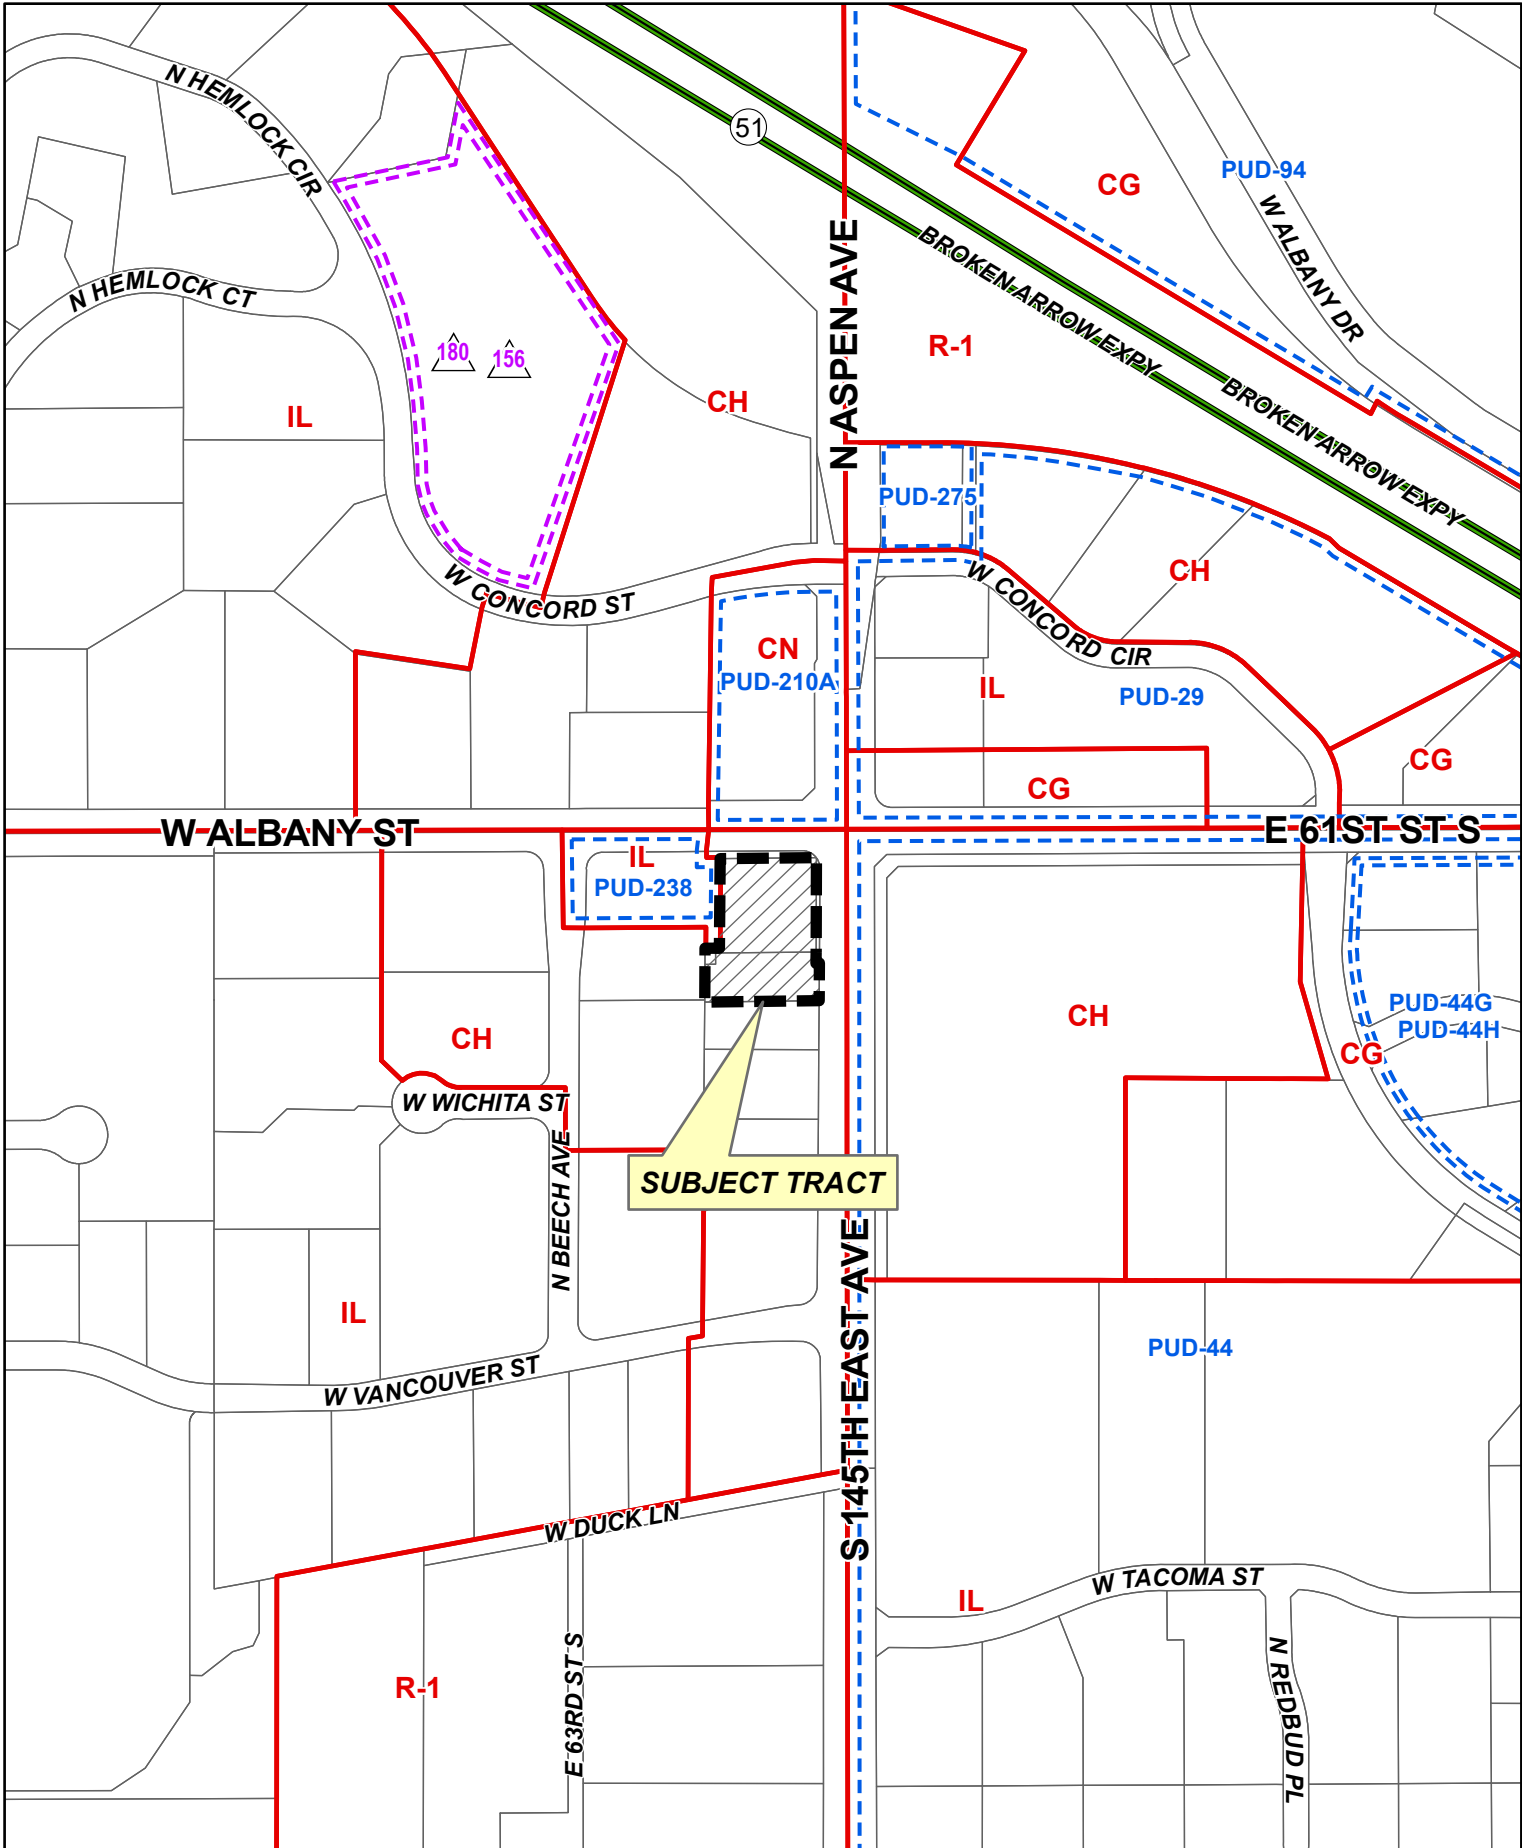 N HEMLOCK CIR
51
CG
PUD-94
W ALBANY DR
N HEMLOCK CT
N ASPEN AVE
BROKEN ARROW EXPY
R-1
180
156
BROKEN ARROW EXPY
IL
CH
PUD-275
W CONCORD ST
W CONCORD CIR
CH
CN
PUD-210A
IL
PUD-29
CG
CG
W ALBANY ST
E 61ST ST S
IL
PUD-238
CH
CH
PUD-44G
PUD-44H
CG
W WICHITA ST
N BEECH AVE
SUBJECT TRACT
S 145TH EAST AVE
IL
PUD-44
W VANCOUVER ST
W DUCK LN
W TACOMA ST
IL
R-1
E 63RD ST S
N REDBUD PL